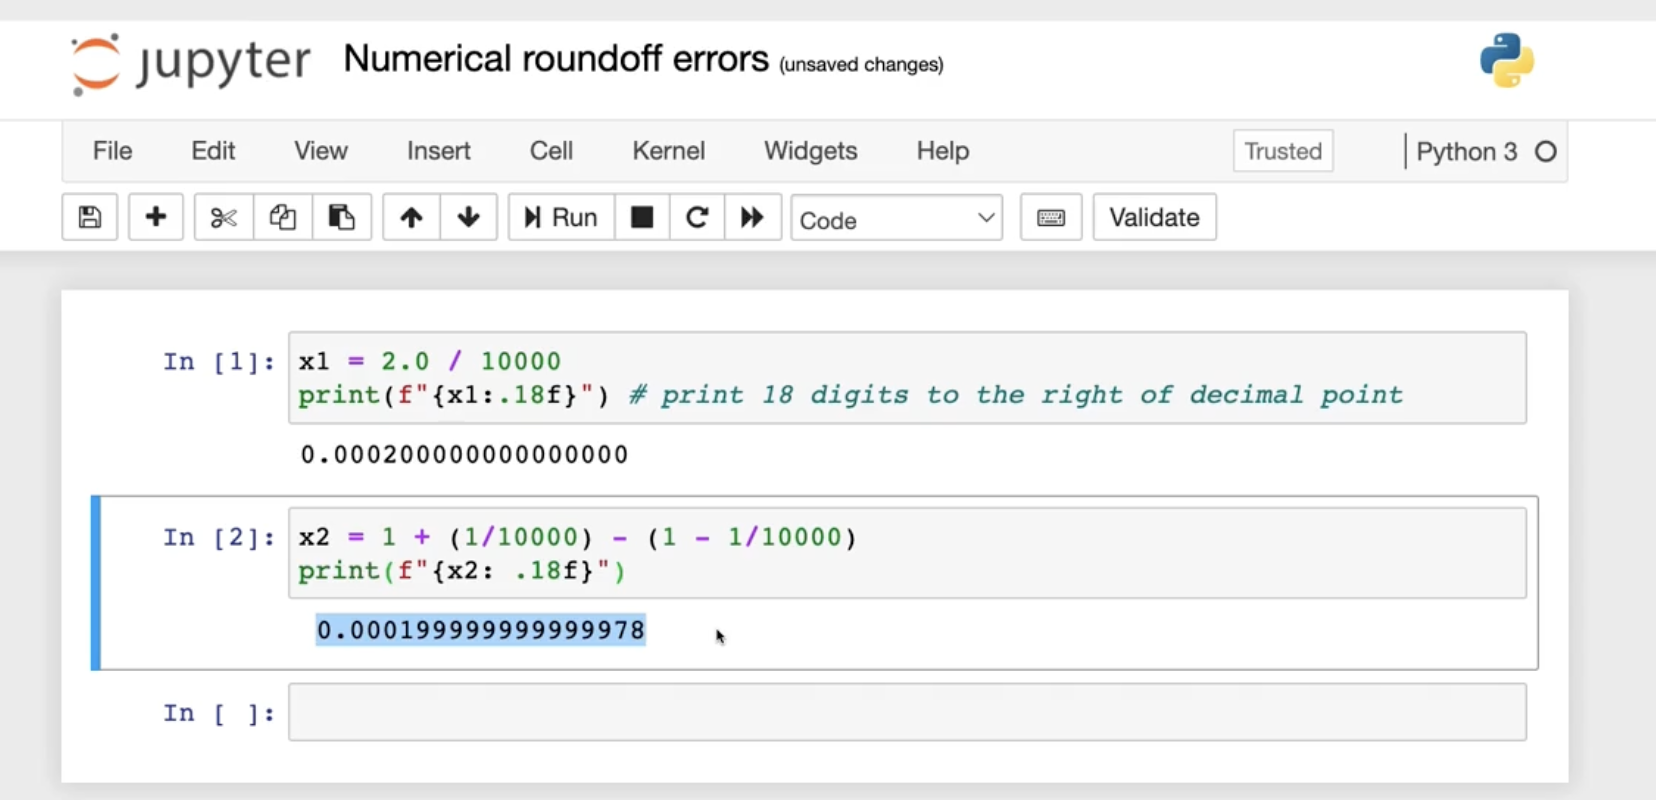 jupyter Numerical roundoff errors (unsaved changes)
File Edit View Insert Cell Kernel Widgets Help Trusted Python 3
Run Code Validate
In [1]: x1 = 2.0 / 10000
print(f"{x1:.18f}") # print 18 digits to the right of decimal point
0.000200000000000000
In [2]: x2 = 1 + (1/10000) - (1 - 1/10000)
print(f"{x2: .18f}")
0.000199999999999978
In [ ]: